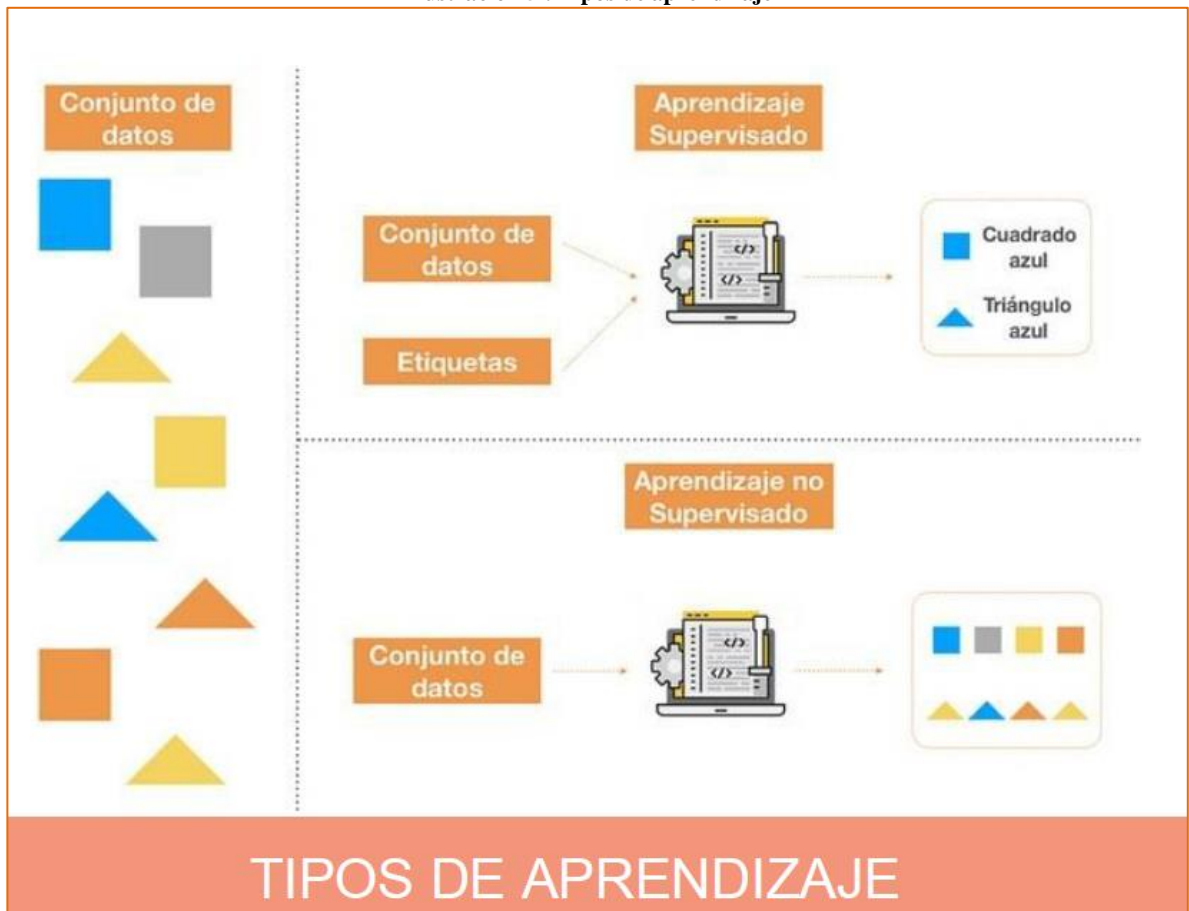 Conjunto de
datos
Aprendizaje
Supervisado
Conjunto de
datos
Etiquetas
</>
</>
Cuadrado
azul
Triángulo
azul
Aprendizaje no
Supervisado
Conjunto de
datos
</>
</>
TIPOS DE APRENDIZAJE